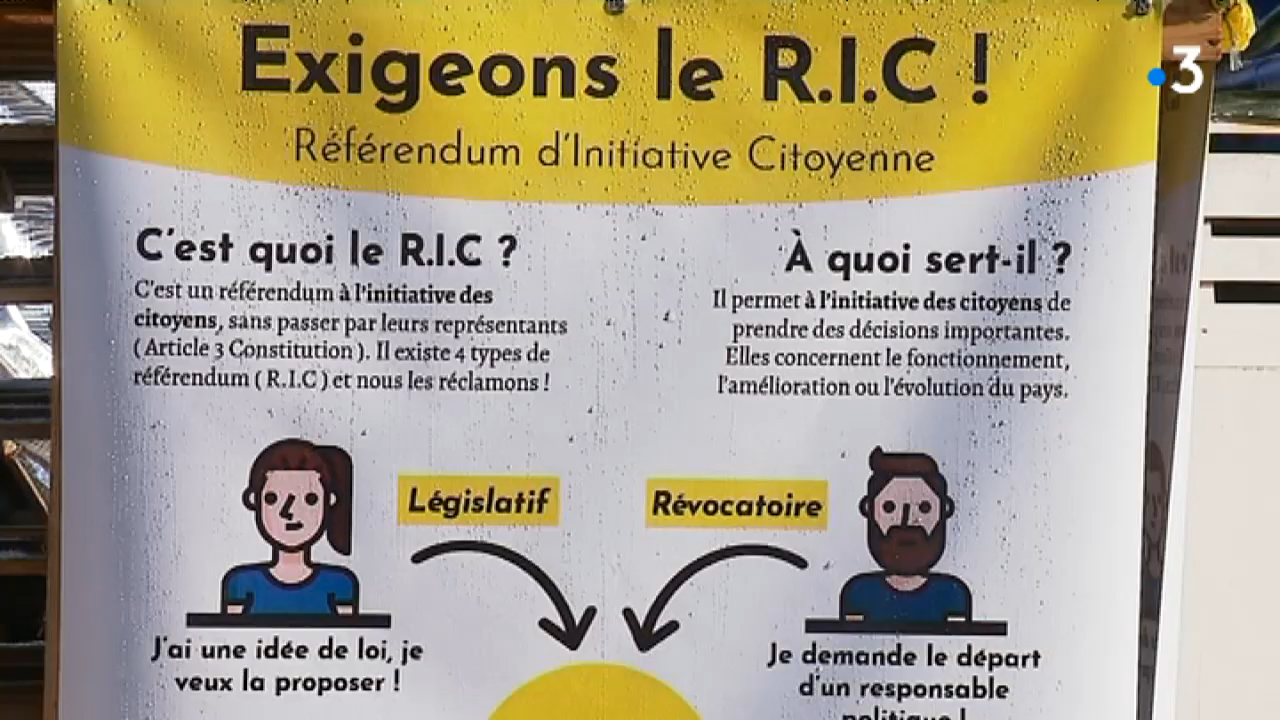 Exigeons le R.I.C !
Référendum d'Initiative Citoyenne
C'est quoi le R.I.C ?
C'est un référendum à l'initiative des
citoyens, sans passer par leurs représentants
( Article 3 Constitution ). Il existe 4 types de
référendum ( R.I.C ) et nous les réclamons !
À quoi sert-il ?
Il permet à l'initiative des citoyens de
prendre des décisions importantes.
Elles concernent le fonctionnement,
l'amélioration ou l'évolution du pays.
Législatif
Révocatoire
J'ai une idée de loi, je
veux la proposer !
Je demande le départ
d'un responsable
politique !
3